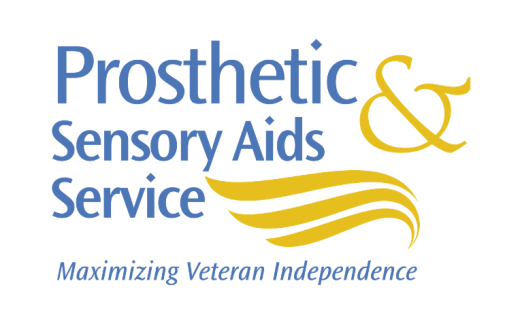 Prosthetic &
Sensory Aids
Service
Maximizing Veteran Independence